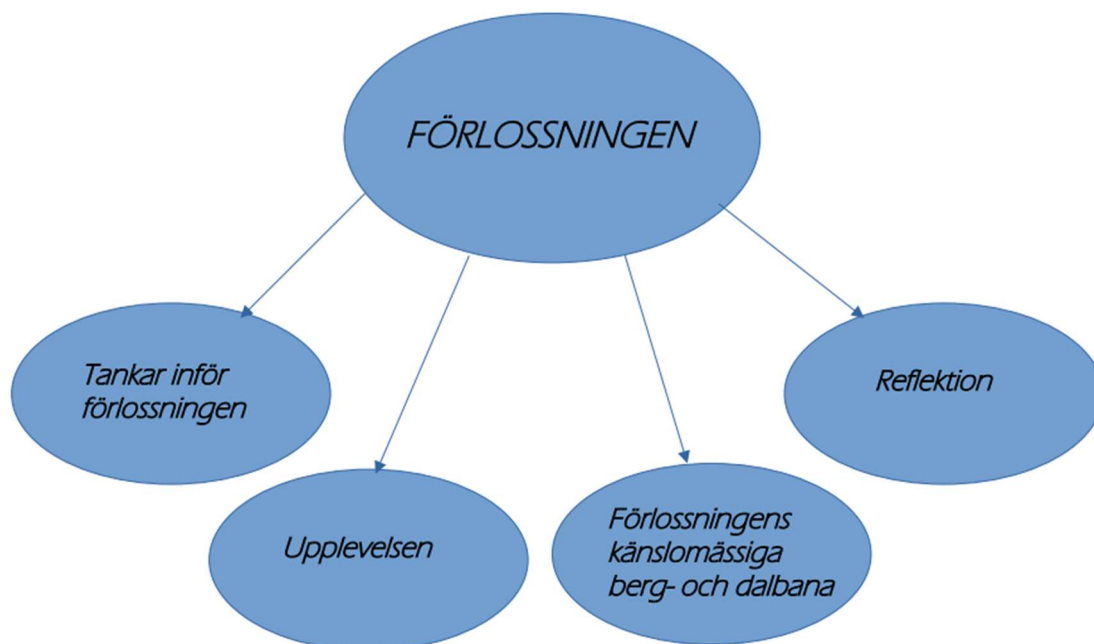 FÖRLOSSNINGEN
Tankar inför
förlossningen
Upplevelsen
Förlossningens
känslomässiga
berg- och dalbana
Reflektion